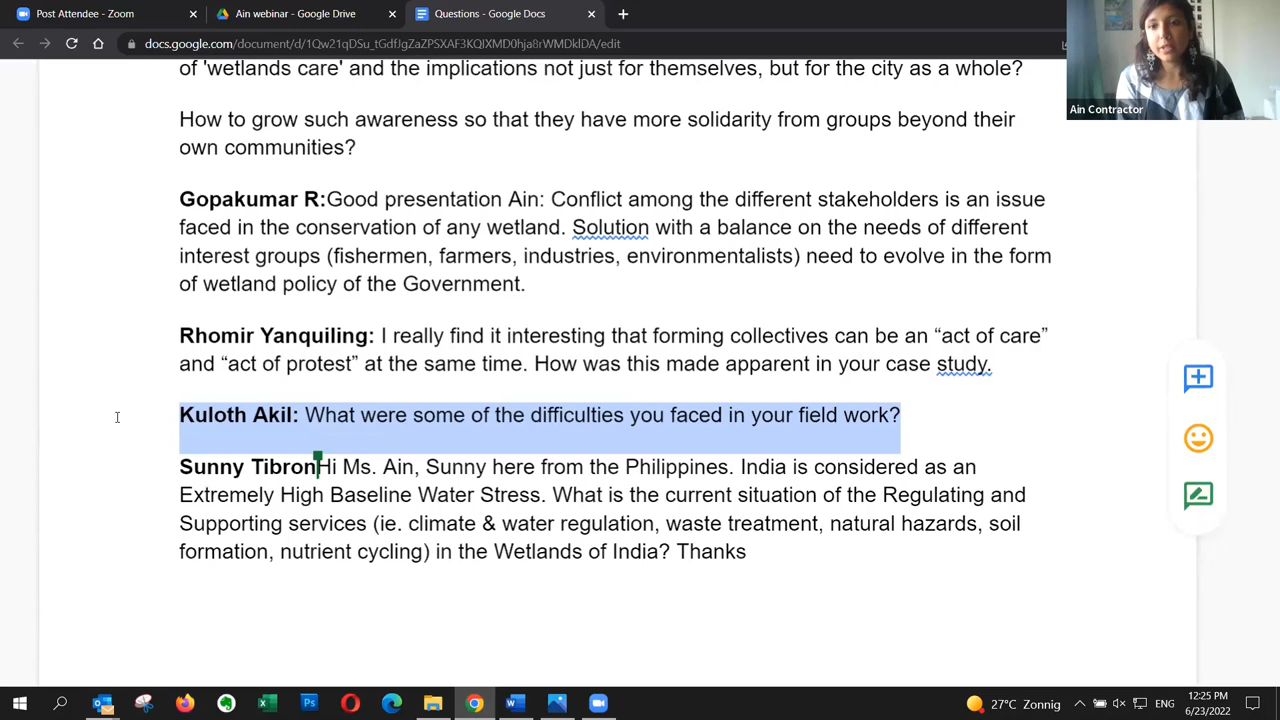 Post Attendee - Zoom
Ain webinar - Google Drive
Questions - Google Docs
docs.google.com/document/d/1Qw21qDSu_tGdfJgZaZPSXAF3KQIXMD0hja8rWMDklDA/edit
Ain Contractor
of 'wetlands care' and the implications not just for themselves, but for the city as a whole?
How to grow such awareness so that they have more solidarity from groups beyond their
own communities?
Gopakumar R:Good presentation Ain: Conflict among the different stakeholders is an issue
faced in the conservation of any wetland. Solution with a balance on the needs of different
interest groups (fishermen, farmers, industries, environmentalists) need to evolve in the form
of wetland policy of the Government.
Rhomir Yanquiling: I really find it interesting that forming collectives can be an “act of care”
and “act of protest” at the same time. How was this made apparent in your case study.
Kuloth Akil: What were some of the difficulties you faced in your field work?
Sunny TibronHi Ms. Ain, Sunny here from the Philippines. India is considered as an
Extremely High Baseline Water Stress. What is the current situation of the Regulating and
Supporting services (ie. climate & water regulation, waste treatment, natural hazards, soil
formation, nutrient cycling) in the Wetlands of India? Thanks
27°C Zonnig
ENG
12:25 PM
6/23/2022